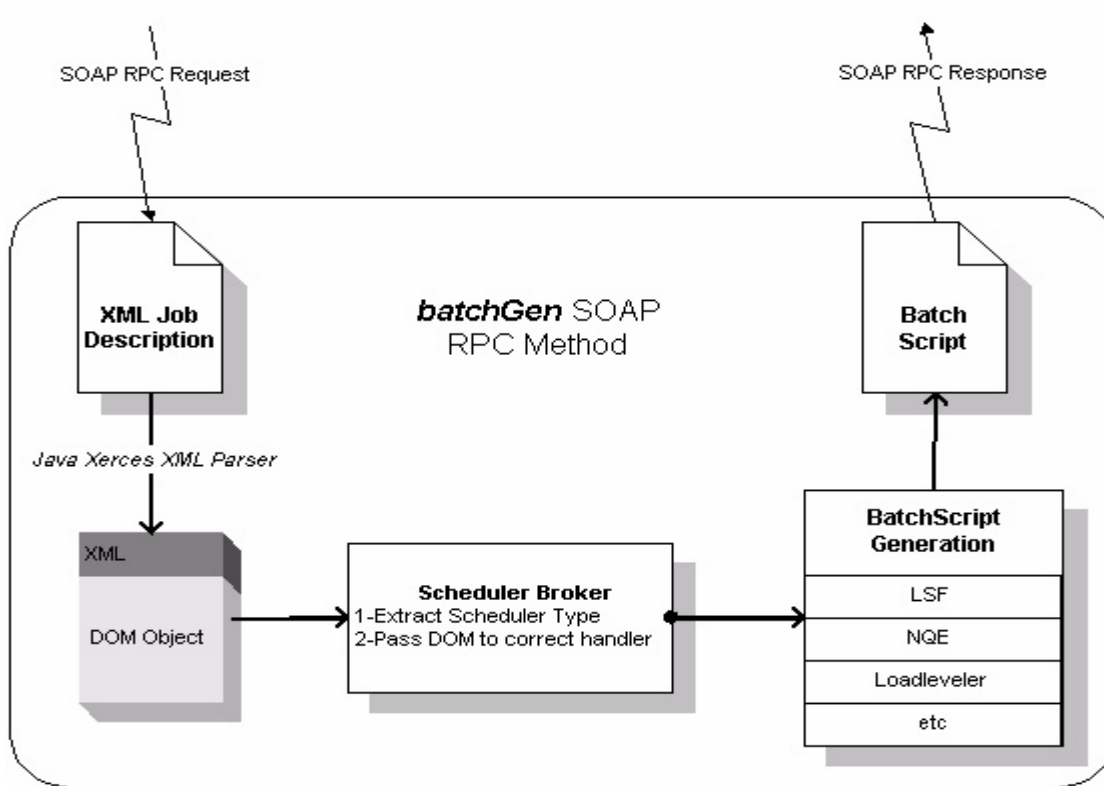 SOAP RPC Request
SOAP RPC Response
XML Job
Description
batchGen SOAP
RPC Method
Batch
Script
Java Xerces XML Parser
XML
DOM Object
Scheduler Broker
1-Extract Scheduler Type
2-Pass DOM to correct handler
BatchScript
Generation
LSF
NQE
Loadleveler
etc